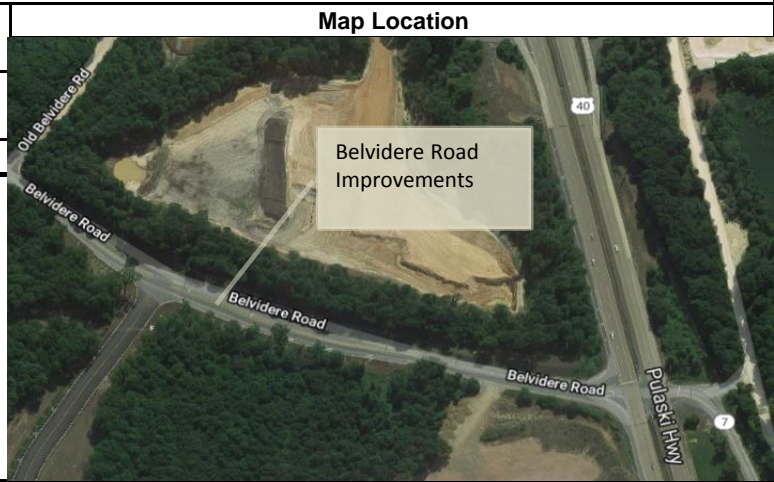 Map Location
Old Belvidere Rd
40
Belvidere Road
Improvements
Belvidere Road
Belvidere Road
Belvidere Road
Pulaski Hwy
7